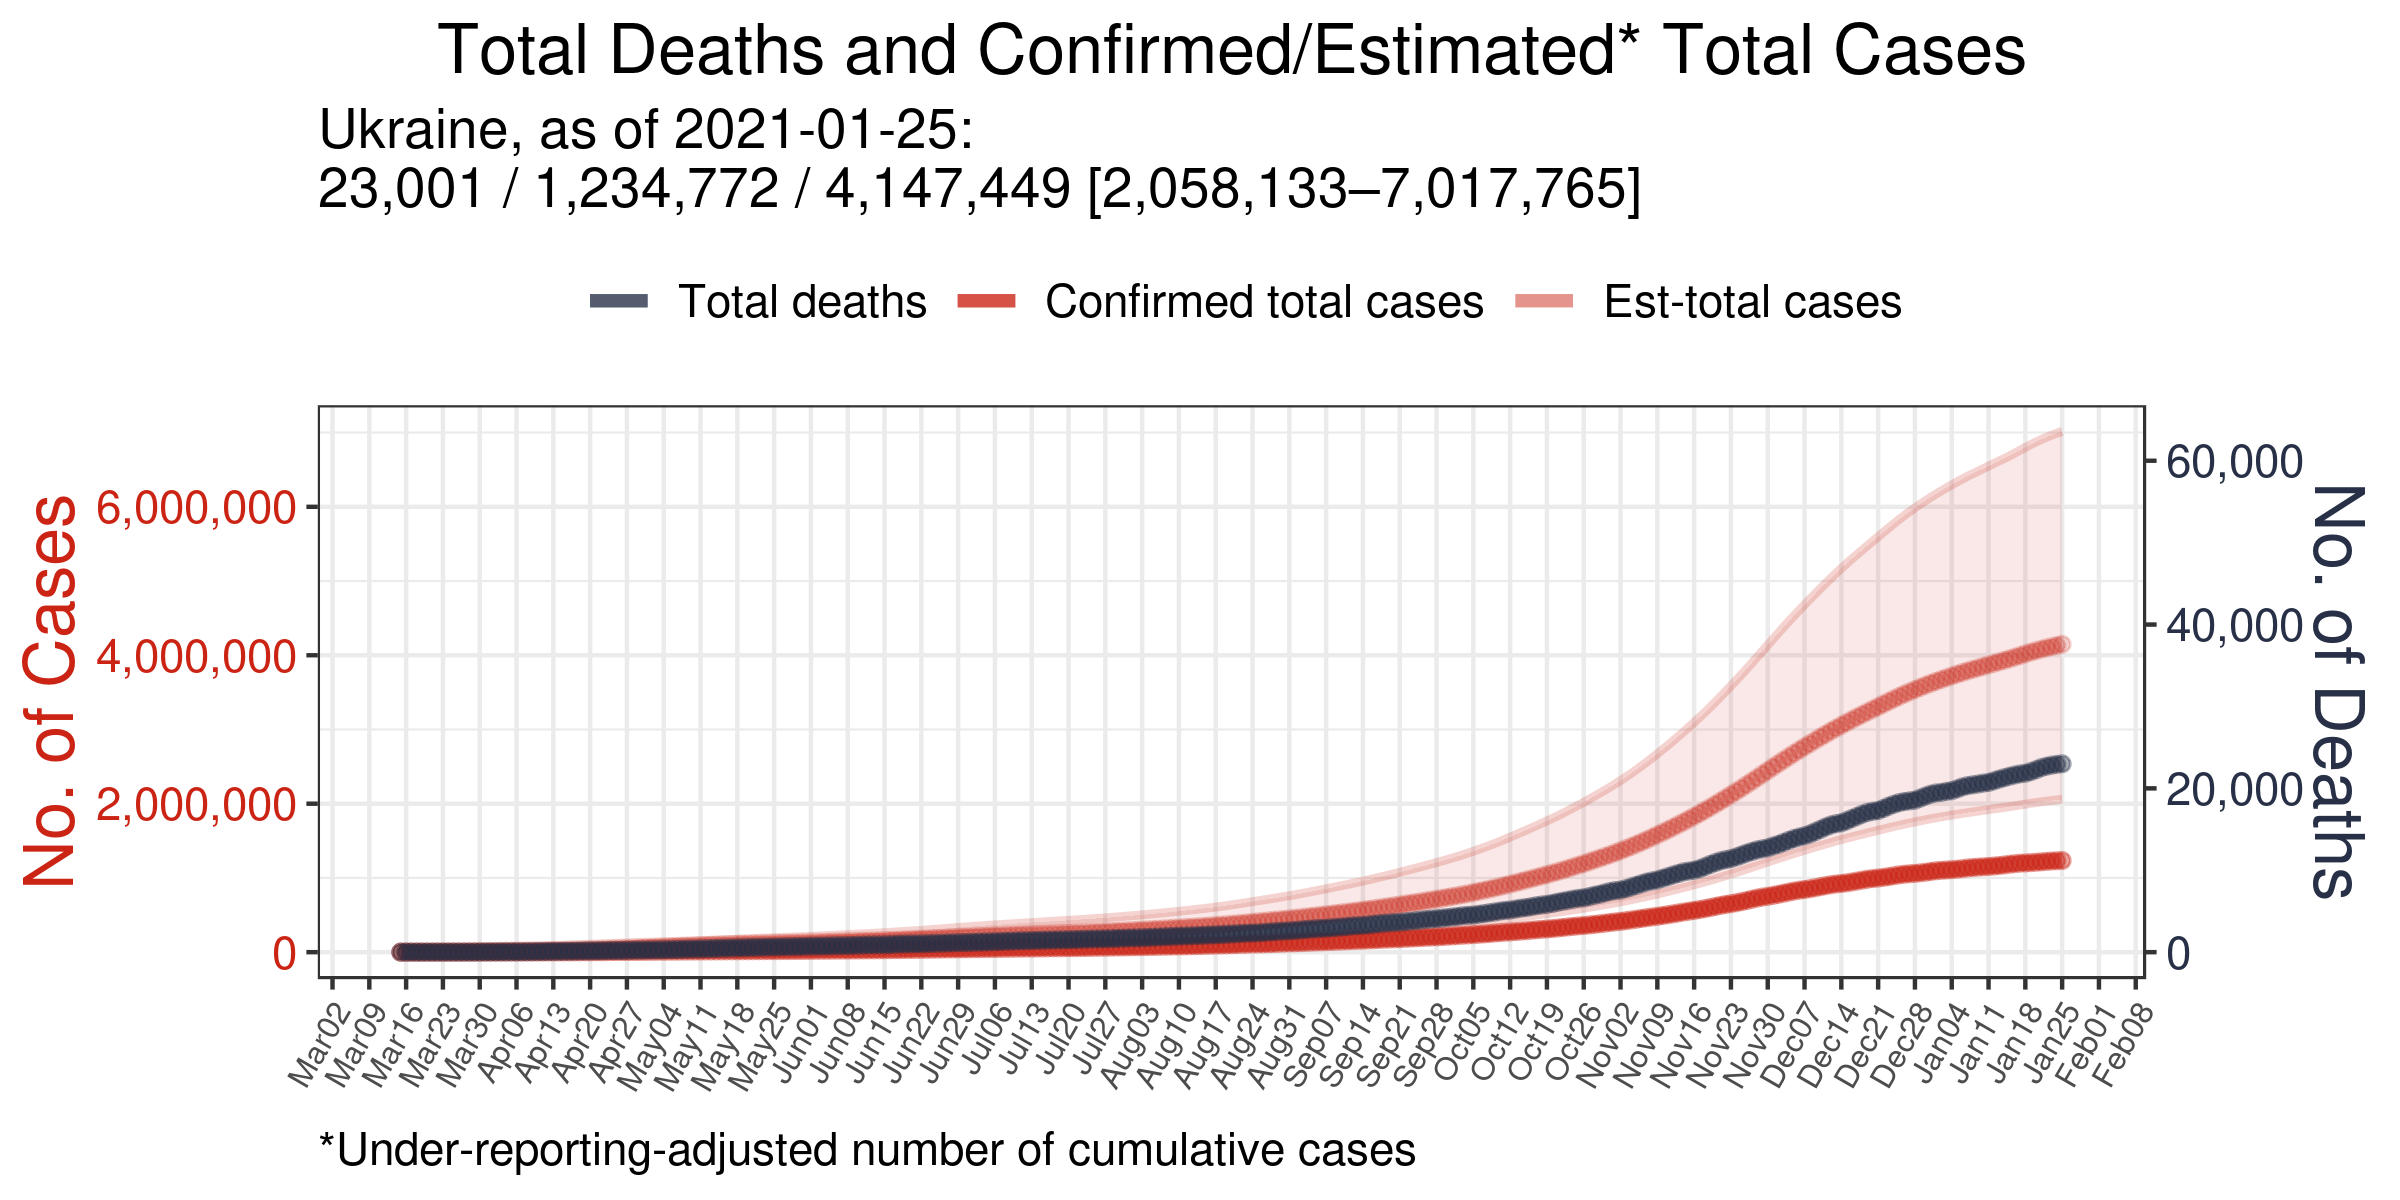 Total Deaths and Confirmed/Estimated* Total Cases
Ukraine, as of 2021-01-25:
23,001 / 1,234,772 / 4,147,449 [2,058,133–7,017,765]
Total deaths
Confirmed total cases
Est-total cases
No. of Cases
6,000,000
4,000,000
2,000,000
0
60,000
40,000
20,000
0
No. of Deaths
Mar02
Mar09
Mar16
Mar23
Mar30
Apr06
Apr13
Apr20
Apr27
May04
May11
May18
May25
Jun01
Jun08
Jun15
Jun22
Jun29
Jul06
Jul13
Jul20
Jul27
Aug03
Aug10
Aug17
Aug24
Aug31
Sep07
Sep14
Sep21
Sep28
Oct05
Oct12
Oct19
Oct26
Nov02
Nov09
Nov16
Nov23
Nov30
Dec07
Dec14
Dec21
Dec28
Jan04
Jan11
Jan18
Jan25
Feb01
Feb08
*Under-reporting-adjusted number of cumulative cases